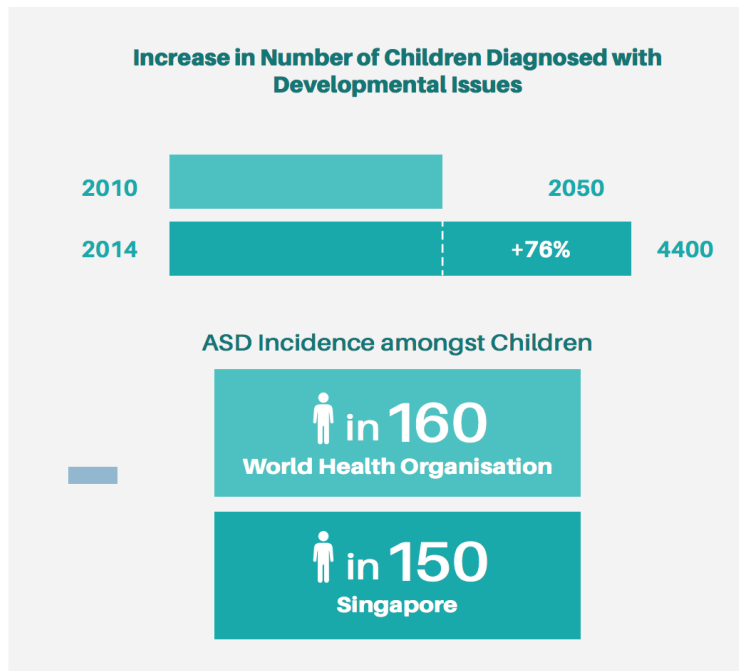 Increase in Number of Children Diagnosed with
Developmental Issues
2010 2050
2014 +76% 4400
ASD Incidence amongst Children
in 160
World Health Organisation
in 150
Singapore